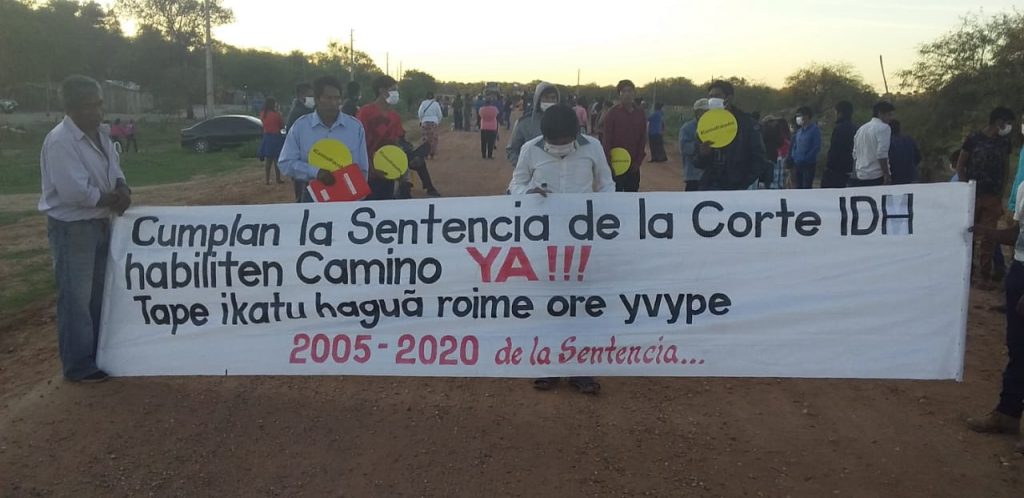 Cumplan la Sentencia de la Corte IDH
habiliten Camino YA!!!
Tape ikatu haguã roime ore yvype
2005-2020 de la Sentencia...